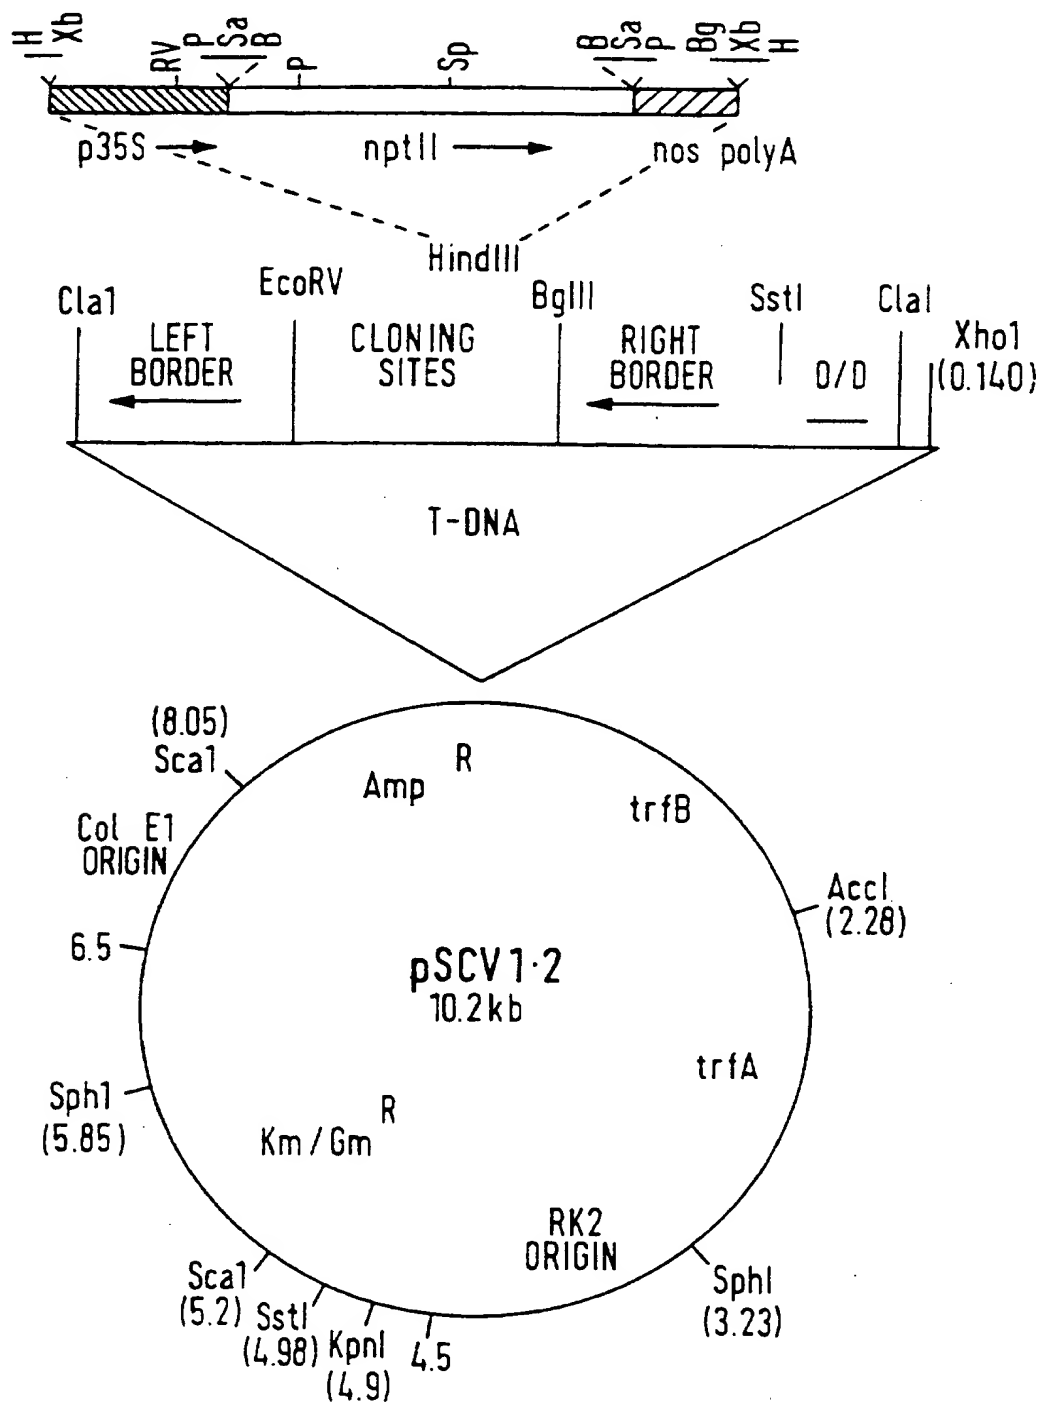 H
Xb
RV
P
Sa
B
P
Sp
B
Sa
P
Bg
Xb
H
p35S
nptII
nos polyA
HindIII
Cla1
EcoRV
BglII
SstI
ClaI
Xho1
(0.140)
LEFT
BORDER
CLONING
SITES
RIGHT
BORDER
O/D
T-DNA
(8.05)
Sca1
Amp R
trfB
Col E1
ORIGIN
AccI
(2.28)
6.5
pSCV1·2
10.2kb
trfA
Sph1
(5.85)
Km/Gm R
RK2
ORIGIN
Sca1
(5.2)
SstI
(4.98)
KpnI
(4.9)
4.5
SphI
(3.23)